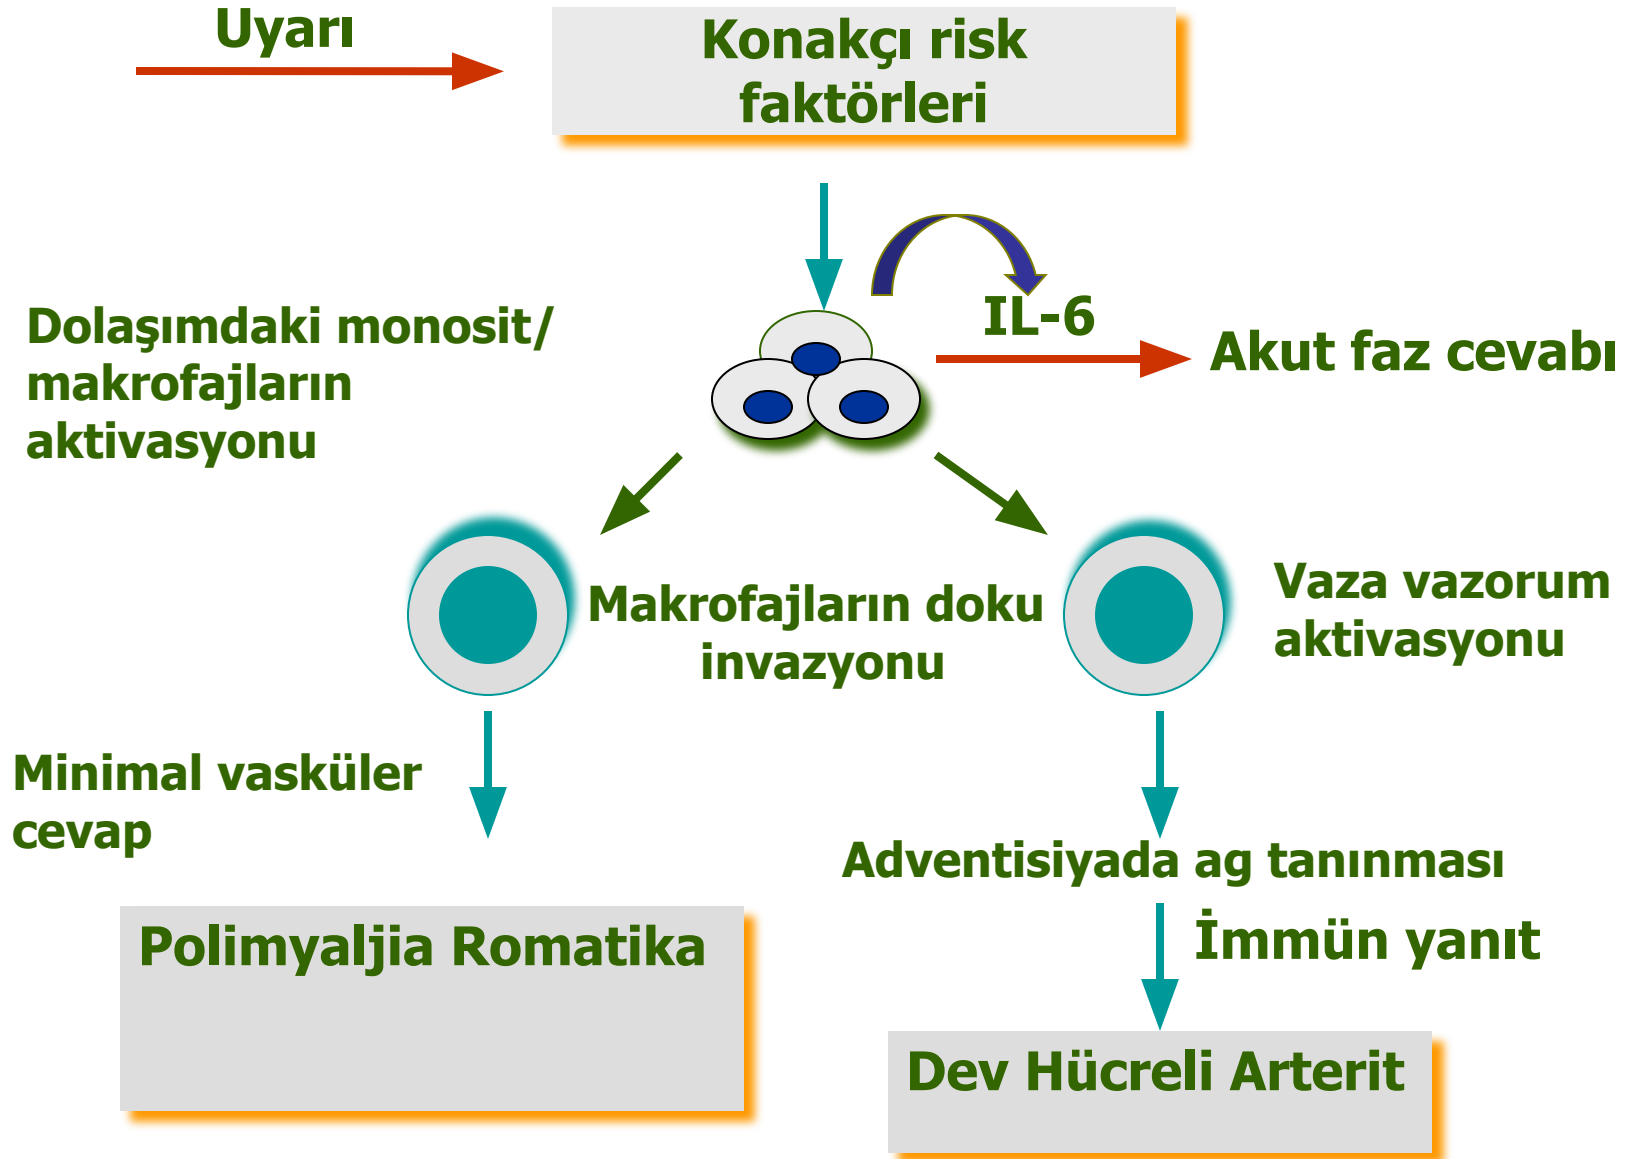 Uyarı
Konakçı risk
faktörleri
IL-6
Akut faz cevabı
Dolaşımdaki monosit/
makrofajların
aktivasyonu
Makrofajların doku
invazyonu
Vaza vazorum
aktivasyonu
Minimal vasküler
cevap
Adventisiyada ag tanınması
İmmün yanıt
Polimyaljia Romatika
Dev Hücreli Arterit